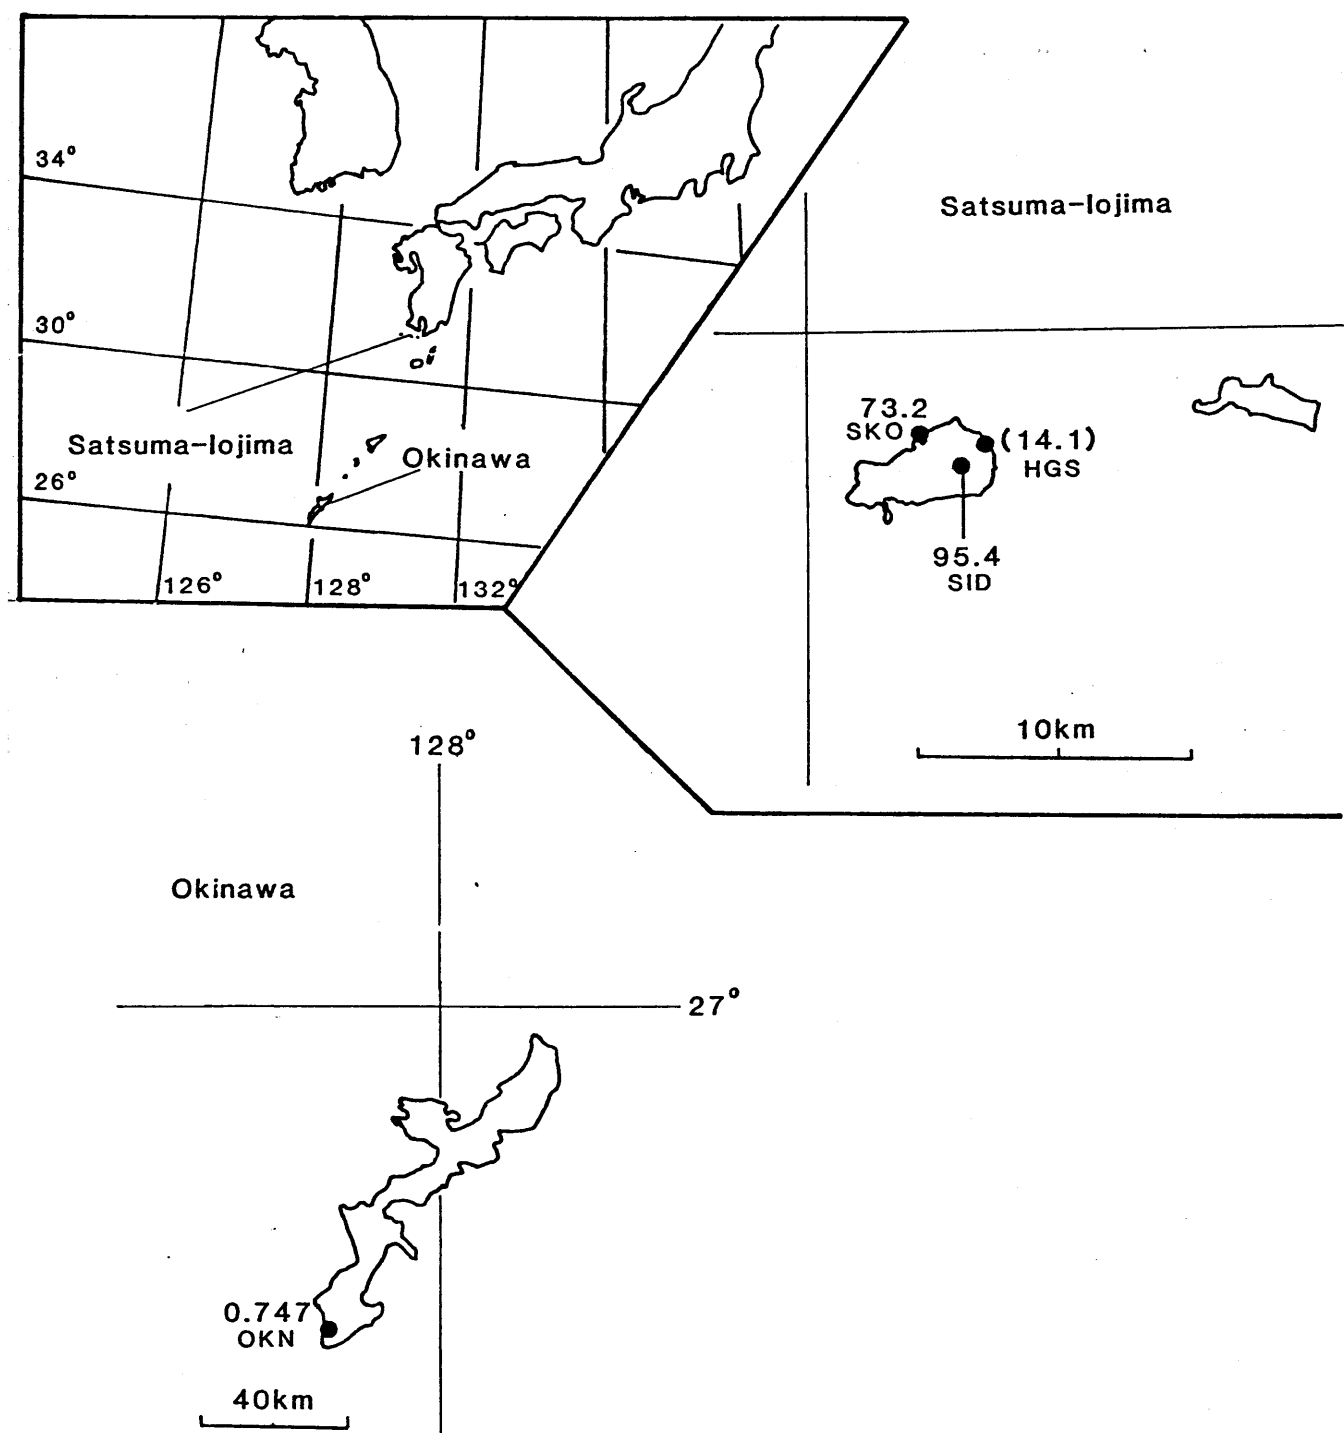 34°
30°
Satsuma-Iojima
Okinawa
26°
126°
128°
132°
Satsuma-Iojima
73.2
SKO
(14.1)
HGS
95.4
SID
10km
128°
Okinawa
27°
0.747
OKN
40km